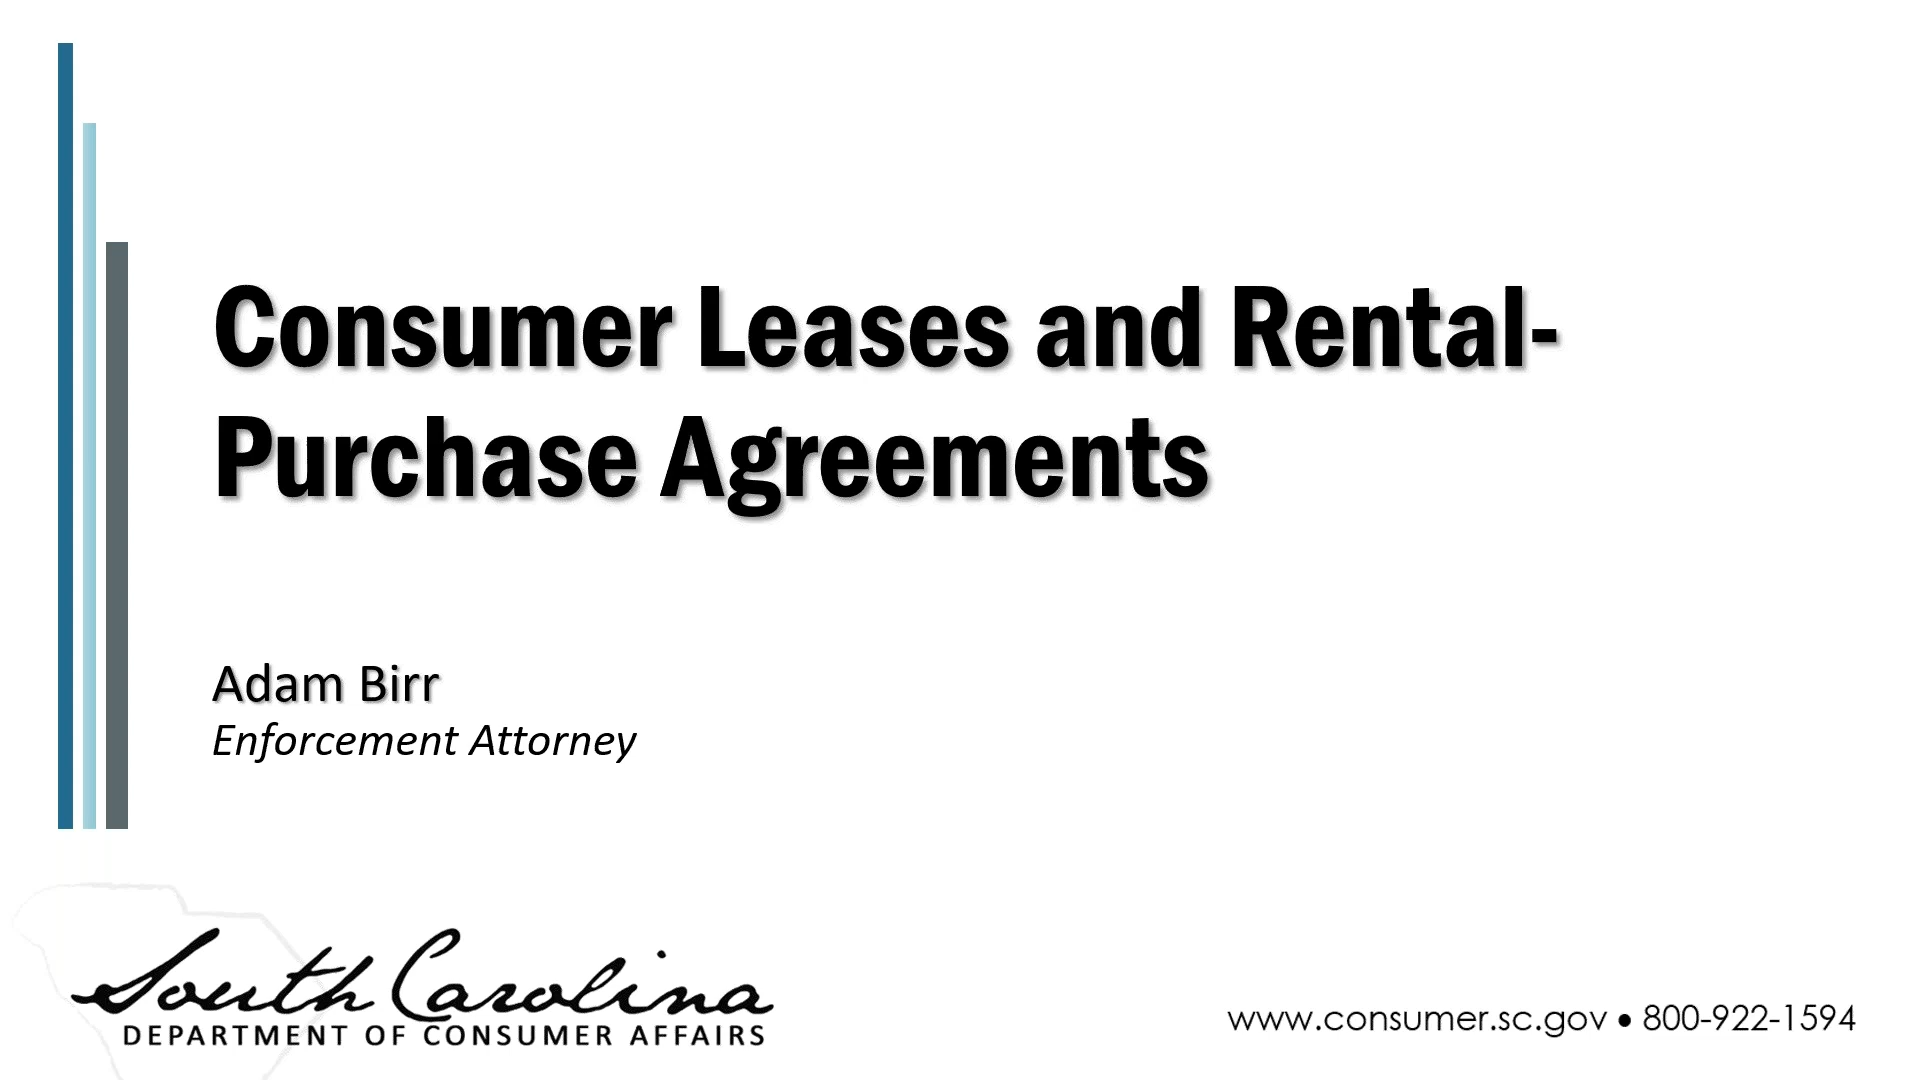 Consumer Leases and Rental-
Purchase Agreements
Adam Birr
Enforcement Attorney
South Carolina
DEPARTMENT OF CONSUMER AFFAIRS
www.consumer.sc.gov • 800-922-1594